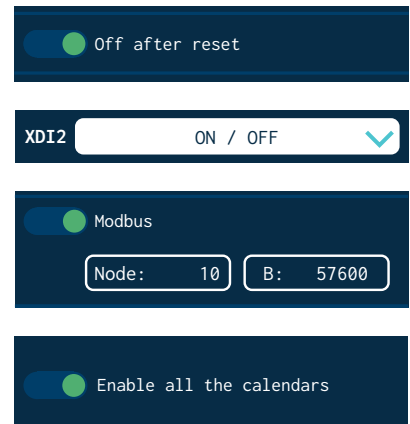 Off after reset
XDI2 ON / OFF
Modbus
Node: 10 B: 57600
Enable all the calendars